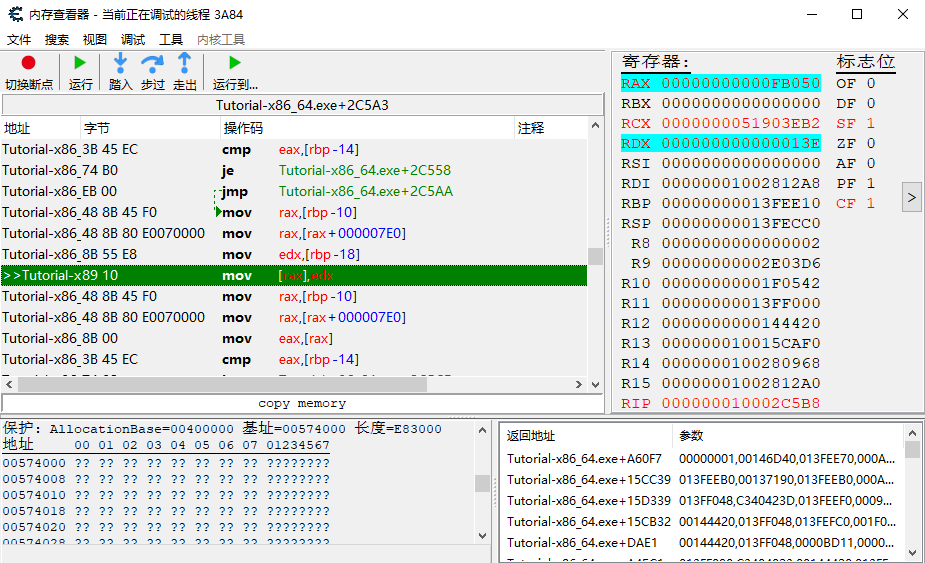 内存查看器 - 当前正在调试的线程 3A84
文件 搜索 视图 调试 工具 内核工具
切换断点 运行 踏入 步过 走出 运行到...
Tutorial-x86_64.exe+2C5A3
地址 字节 操作码 注释
Tutorial-x86_3B 45 EC cmp eax,[rbp-14]
Tutorial-x86_74 B0 je Tutorial-x86_64.exe+2C558
Tutorial-x86_EB 00 jmp Tutorial-x86_64.exe+2C5AA
Tutorial-x86_48 8B 45 F0 mov rax,[rbp-10]
Tutorial-x86_48 8B 80 E0070000 mov rax,[rax+000007E0]
Tutorial-x86_8B 55 E8 mov edx,[rbp-18]
>>Tutorial-x89 10 mov [rax],edx
Tutorial-x86_48 8B 45 F0 mov rax,[rbp-10]
Tutorial-x86_48 8B 80 E0070000 mov rax,[rax+000007E0]
Tutorial-x86_8B 00 mov eax,[rax]
Tutorial-x86_3B 45 EC cmp eax,[rbp-14]
copy memory
寄存器: 标志位
RAX 00000000000FB050 OF 0
RBX 0000000000000000 DF 0
RCX 0000000051903EB2 SF 1
RDX 000000000000013E ZF 0
RSI 0000000000000000 AF 0
RDI 00000001002812A8 PF 1
RBP 00000000013FEE10 CF 1
RSP 00000000013FECC0
R8 0000000000000002
R9 00000000002E03D6
R10 00000000001F0542
R11 00000000013FF000
R12 0000000000144420
R13 000000010015CAF0
R14 0000000100280968
R15 00000001002812A0
RIP 000000010002C5B8
>
保护: AllocationBase=00400000 基址=00574000 长度=E83000
地址 00 01 02 03 04 05 06 07 01234567
00574000 ?? ?? ?? ?? ?? ?? ?? ?? ????????
00574008 ?? ?? ?? ?? ?? ?? ?? ?? ????????
00574010 ?? ?? ?? ?? ?? ?? ?? ?? ????????
00574018 ?? ?? ?? ?? ?? ?? ?? ?? ????????
00574020 ?? ?? ?? ?? ?? ?? ?? ?? ????????
00574028 ?? ?? ?? ?? ?? ?? ?? ?? ????????
返回地址 参数
Tutorial-x86_64.exe+A60F7 00000001,00146D40,013FEE70,000A...
Tutorial-x86_64.exe+15CC39 013FEEB0,00137190,013FEEB0,000A...
Tutorial-x86_64.exe+15D339 013FF048,C340423D,013FEEF0,0009...
Tutorial-x86_64.exe+15CB32 00144420,013FF048,013FEFC0,001F0...
Tutorial-x86_64.exe+DAE1 00144420,013FF048,0000BD11,0000...